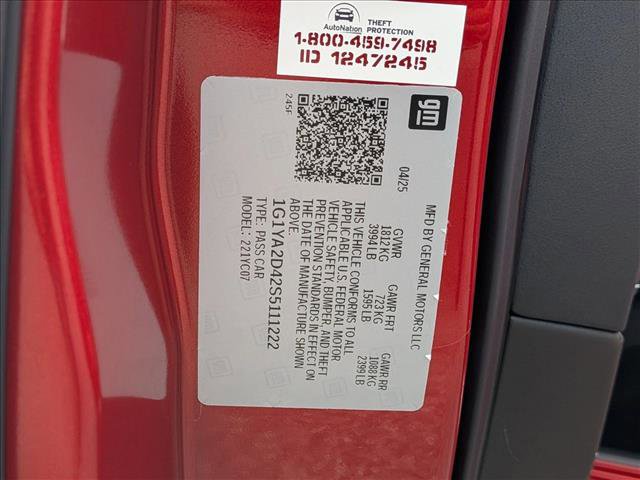 AutoNation
THEFT
PROTECTION
1-800-459-7498
ID 1247245
gm
245F
04/25
MFD BY GENERAL MOTORS LLC
GVWR GAWR FRT GAWR RR
1812 KG 723 KG 1088 KG
3994 LB 1595 LB 2399 LB
THIS VEHICLE CONFORMS TO ALL
APPLICABLE U.S. FEDERAL MOTOR
VEHICLE SAFETY, BUMPER, AND THEFT
PREVENTION STANDARDS IN EFFECT ON
THE DATE OF MANUFACTURE SHOWN
ABOVE.
1G1YA2D42S5111222
TYPE: PASS CAR
MODEL: 221YC07